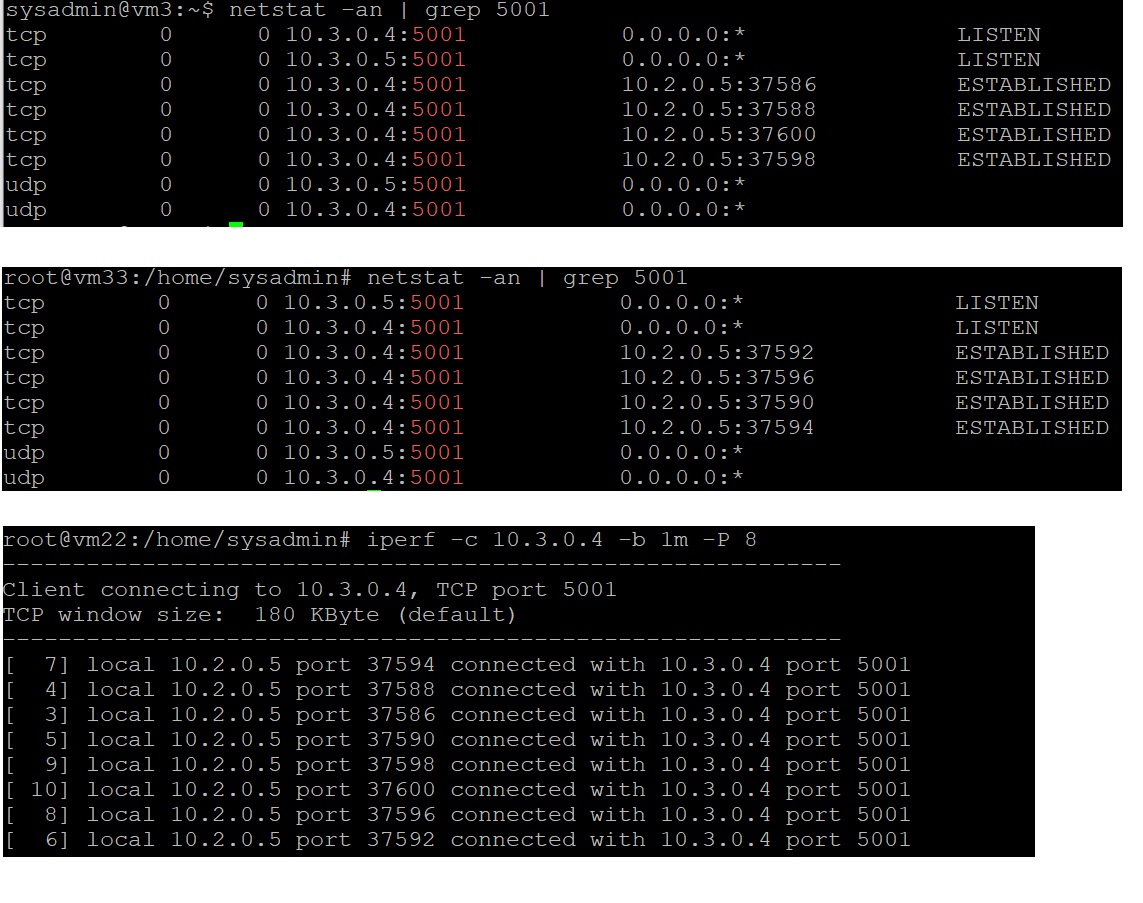 sysadmin@vm3:~$ netstat -an | grep 5001
tcp 0 0 10.3.0.4:5001 0.0.0.0:* LISTEN
tcp 0 0 10.3.0.5:5001 0.0.0.0:* LISTEN
tcp 0 0 10.3.0.4:5001 10.2.0.5:37586 ESTABLISHED
tcp 0 0 10.3.0.4:5001 10.2.0.5:37588 ESTABLISHED
tcp 0 0 10.3.0.4:5001 10.2.0.5:37600 ESTABLISHED
tcp 0 0 10.3.0.4:5001 10.2.0.5:37598 ESTABLISHED
udp 0 0 10.3.0.5:5001 0.0.0.0:*
udp 0 0 10.3.0.4:5001 0.0.0.0:*
root@vm33:/home/sysadmin# netstat -an | grep 5001
tcp 0 0 10.3.0.5:5001 0.0.0.0:* LISTEN
tcp 0 0 10.3.0.4:5001 0.0.0.0:* LISTEN
tcp 0 0 10.3.0.4:5001 10.2.0.5:37592 ESTABLISHED
tcp 0 0 10.3.0.4:5001 10.2.0.5:37596 ESTABLISHED
tcp 0 0 10.3.0.4:5001 10.2.0.5:37590 ESTABLISHED
tcp 0 0 10.3.0.4:5001 10.2.0.5:37594 ESTABLISHED
udp 0 0 10.3.0.5:5001 0.0.0.0:*
udp 0 0 10.3.0.4:5001 0.0.0.0:*
root@vm22:/home/sysadmin# iperf -c 10.3.0.4 -b 1m -P 8
------------------------------------------------------------
Client connecting to 10.3.0.4, TCP port 5001
TCP window size:  180 KByte (default)
------------------------------------------------------------
[  7] local 10.2.0.5 port 37594 connected with 10.3.0.4 port 5001
[  4] local 10.2.0.5 port 37588 connected with 10.3.0.4 port 5001
[  3] local 10.2.0.5 port 37586 connected with 10.3.0.4 port 5001
[  5] local 10.2.0.5 port 37590 connected with 10.3.0.4 port 5001
[  9] local 10.2.0.5 port 37598 connected with 10.3.0.4 port 5001
[ 10] local 10.2.0.5 port 37600 connected with 10.3.0.4 port 5001
[  8] local 10.2.0.5 port 37596 connected with 10.3.0.4 port 5001
[  6] local 10.2.0.5 port 37592 connected with 10.3.0.4 port 5001